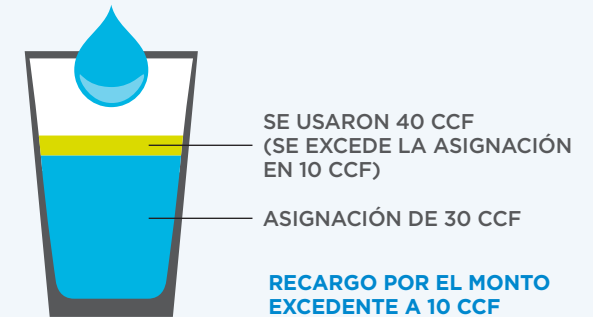 SE USARON 40 CCF
(SE EXCEDE LA ASIGNACIÓN
EN 10 CCF)
ASIGNACIÓN DE 30 CCF
RECARGO POR EL MONTO
EXCEDENTE A 10 CCF